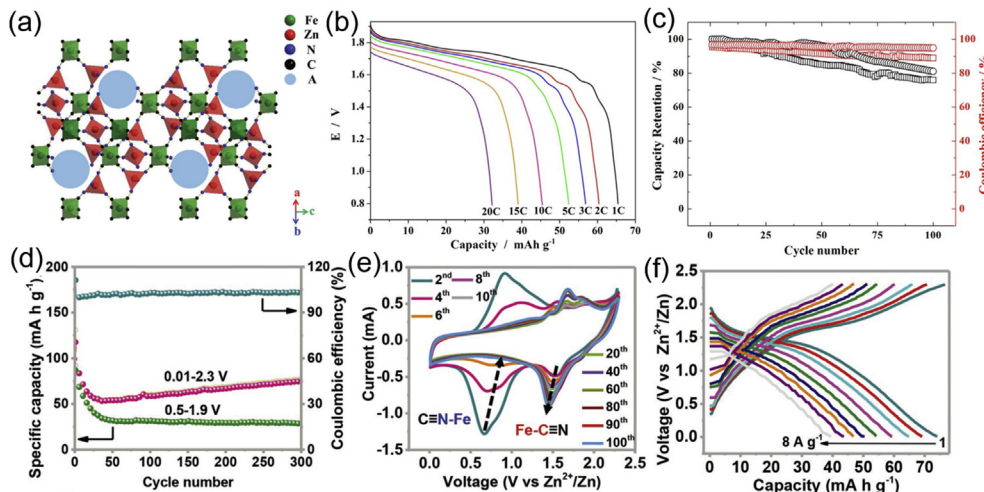 (a)
Fe
Zn
N
C
A
a
c
b
(b)
E / V
1.8
1.6
1.4
1.2
1.0
0.8
20C 15C 10C 5C 3C 2C 1C
0 10 20 30 40 50 60 70
Capacity / mAh g-1
(c)
Capacity Retention / %
100
80
60
40
20
0
100
80
60
40
20
0
Coulombic efficiency / %
0 25 50 75 100
Cycle number
(d)
Specific capacity (mA h g-1)
200
150
100
50
0
0.01-2.3 V
0.5-1.9 V
120
90
60
30
0
Coulombic efficiency (%)
0 50 100 150 200 250 300
Cycle number
(e)
Current (mA)
1.0
0.5
0.0
-0.5
-1.0
-1.5
2nd 8th
4th 10th
6th
20th
40th
60th
80th
90th
100th
C≡N-Fe
Fe-C≡N
0.0 0.5 1.0 1.5 2.0 2.5
Voltage (V vs Zn2+/Zn)
(f)
Voltage (V vs Zn2+/Zn)
2.5
2.0
1.5
1.0
0.5
0.0
8 A g-1 1
0 10 20 30 40 50 60 70 80
Capacity (mA h g-1)